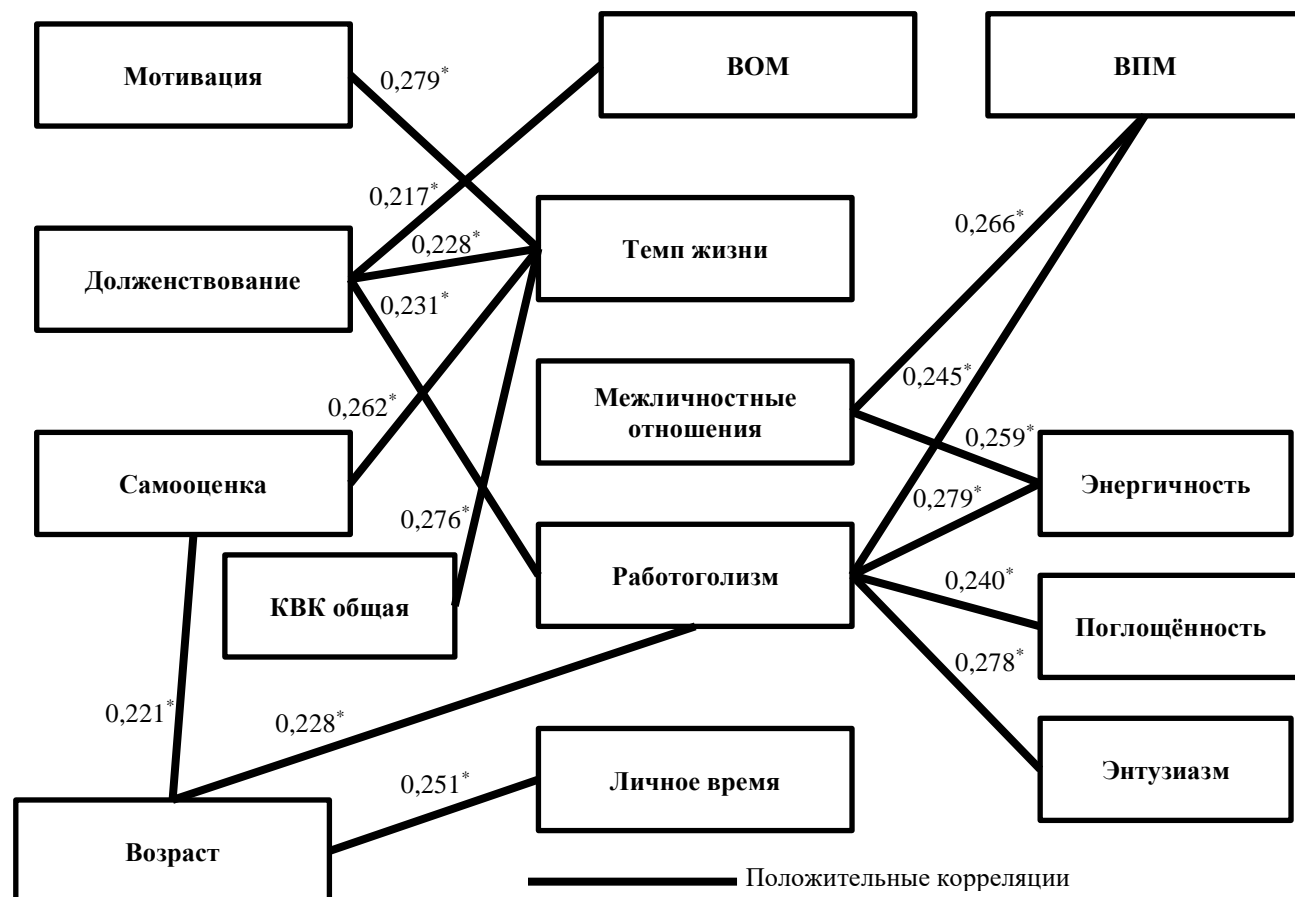 Мотивация
ВОМ
ВПМ
0,279*
0,217*
0,228*
Темп жизни
0,266*
Долженствование
0,231*
0,245*
0,262*
Межличностные
отношения
0,259*
Самооценка
Энергичность
0,279*
0,276*
КВК общая
Работоголизм
0,240*
Поглощённость
0,278*
0,221*
0,228*
0,251*
Личное время
Энтузиазм
Возраст
Положительные корреляции